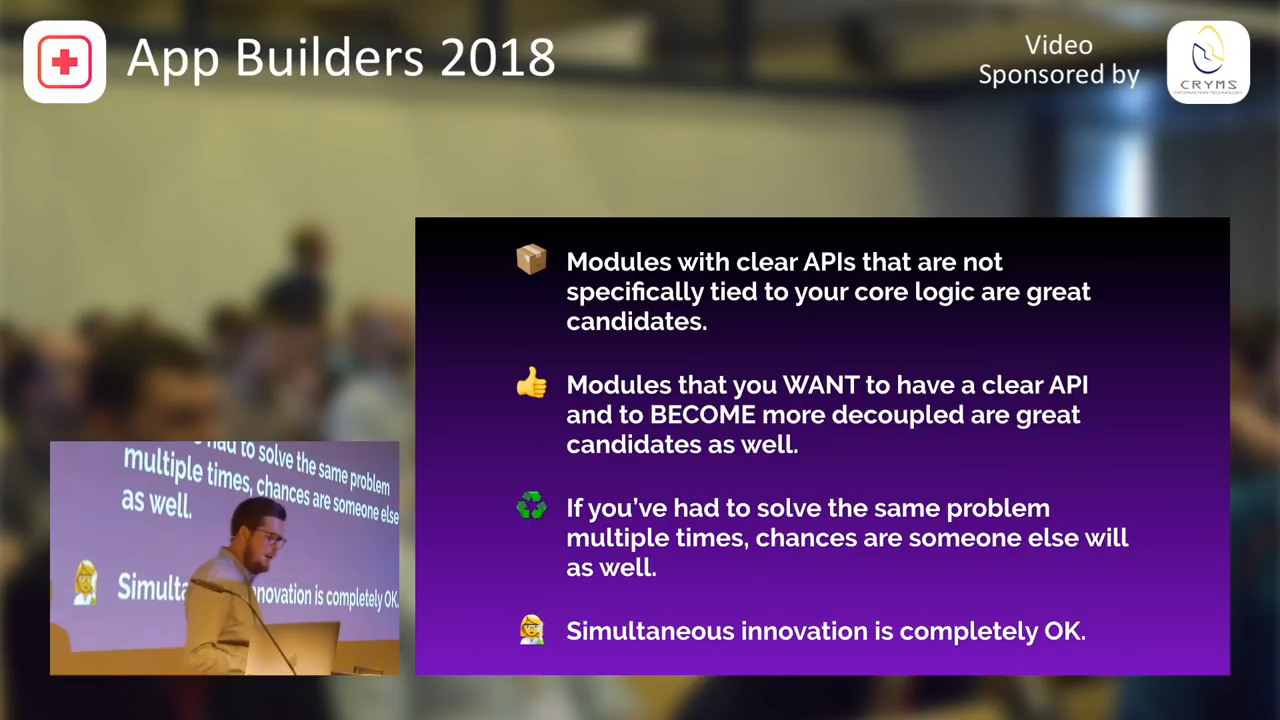 App Builders 2018
Video
Sponsored by
CRYMS
INFORMATION TECHNOLOGY
Modules with clear APIs that are not
specifically tied to your core logic are great
candidates.
Modules that you WANT to have a clear API
and to BECOME more decoupled are great
candidates as well.
If you've had to solve the same problem
multiple times, chances are someone else will
as well.
Simultaneous innovation is completely OK.
had to solve the same problem
multiple times, chances are someone else
as well.
Simulta nnovation is completely OK.